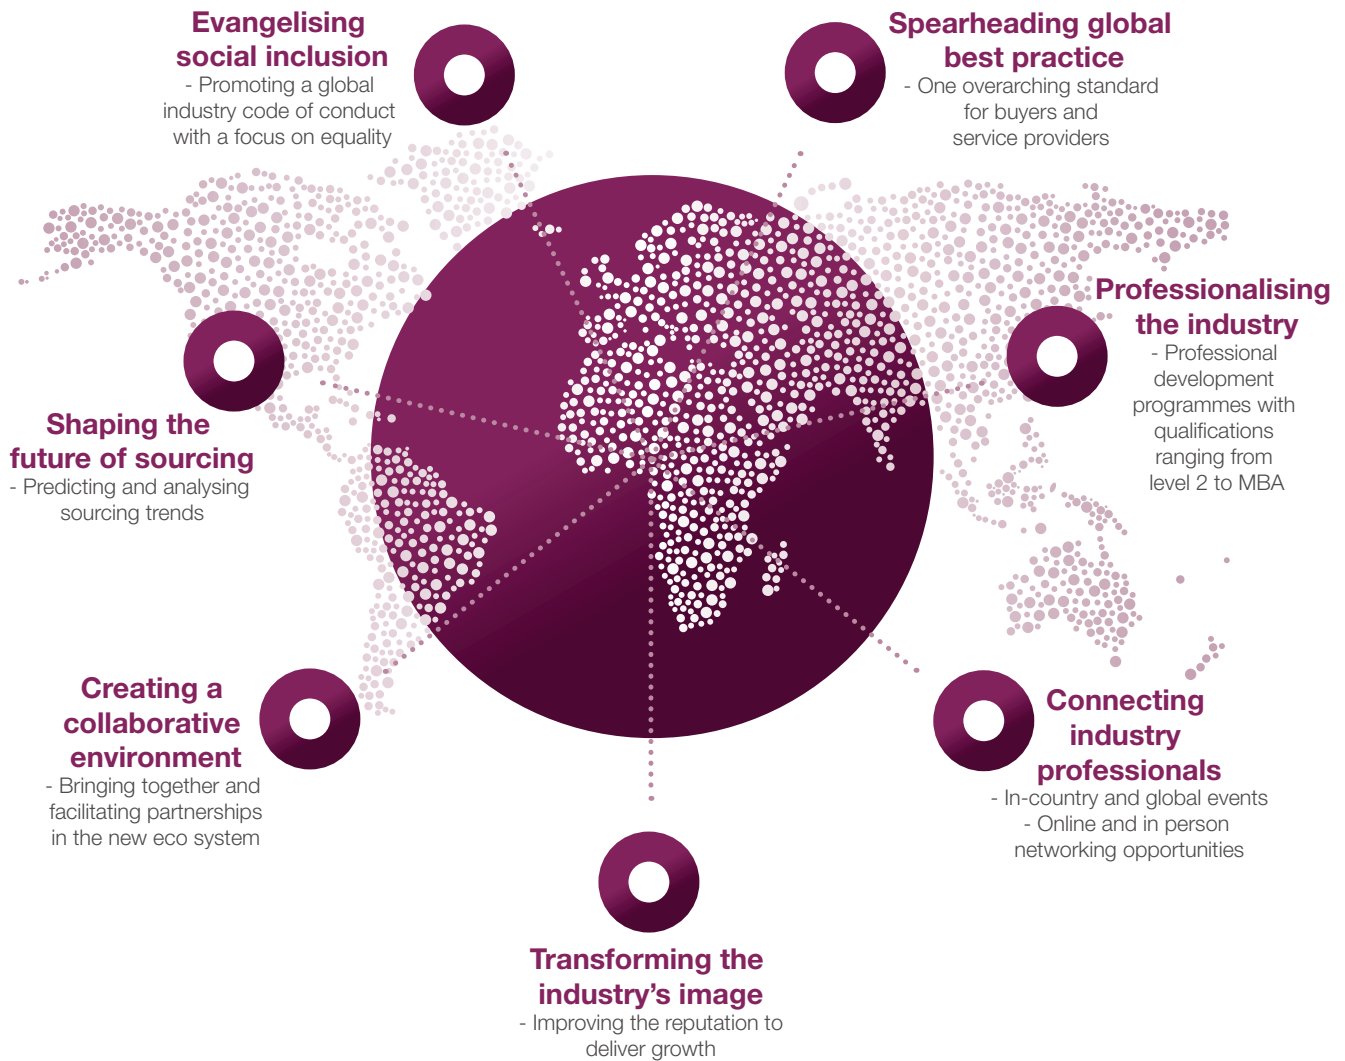 Evangelising
social inclusion
- Promoting a global
industry code of conduct
with a focus on equality
Spearheading global
best practice
- One overarching standard
for buyers and
service providers
Professionalising
the industry
- Professional
development
programmes with
qualifications
ranging from
level 2 to MBA
Shaping the
future of sourcing
- Predicting and analysing
sourcing trends
Creating a
collaborative
environment
- Bringing together and
facilitating partnerships
in the new eco system
Connecting
industry
professionals
- In-country and global events
- Online and in person
networking opportunities
Transforming the
industry’s image
- Improving the reputation to
deliver growth